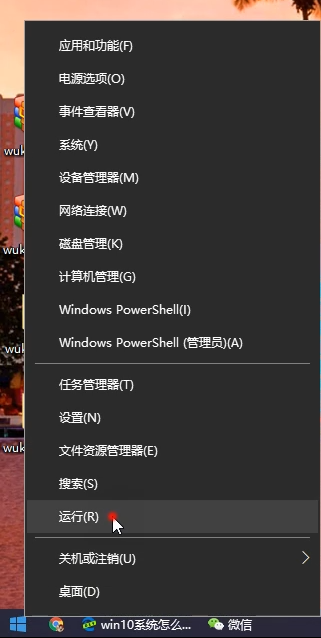 应用和功能(F)
电源选项(O)
事件查看器(V)
系统(Y)
设备管理器(M)
网络连接(W)
磁盘管理(K)
计算机管理(G)
Windows PowerShell(I)
Windows PowerShell (管理员)(A)
任务管理器(T)
设置(N)
文件资源管理器(E)
搜索(S)
运行(R)
关机或注销(U)
桌面(D)
wuk
wuk
wuk
wuk
win10系统怎么...
微信